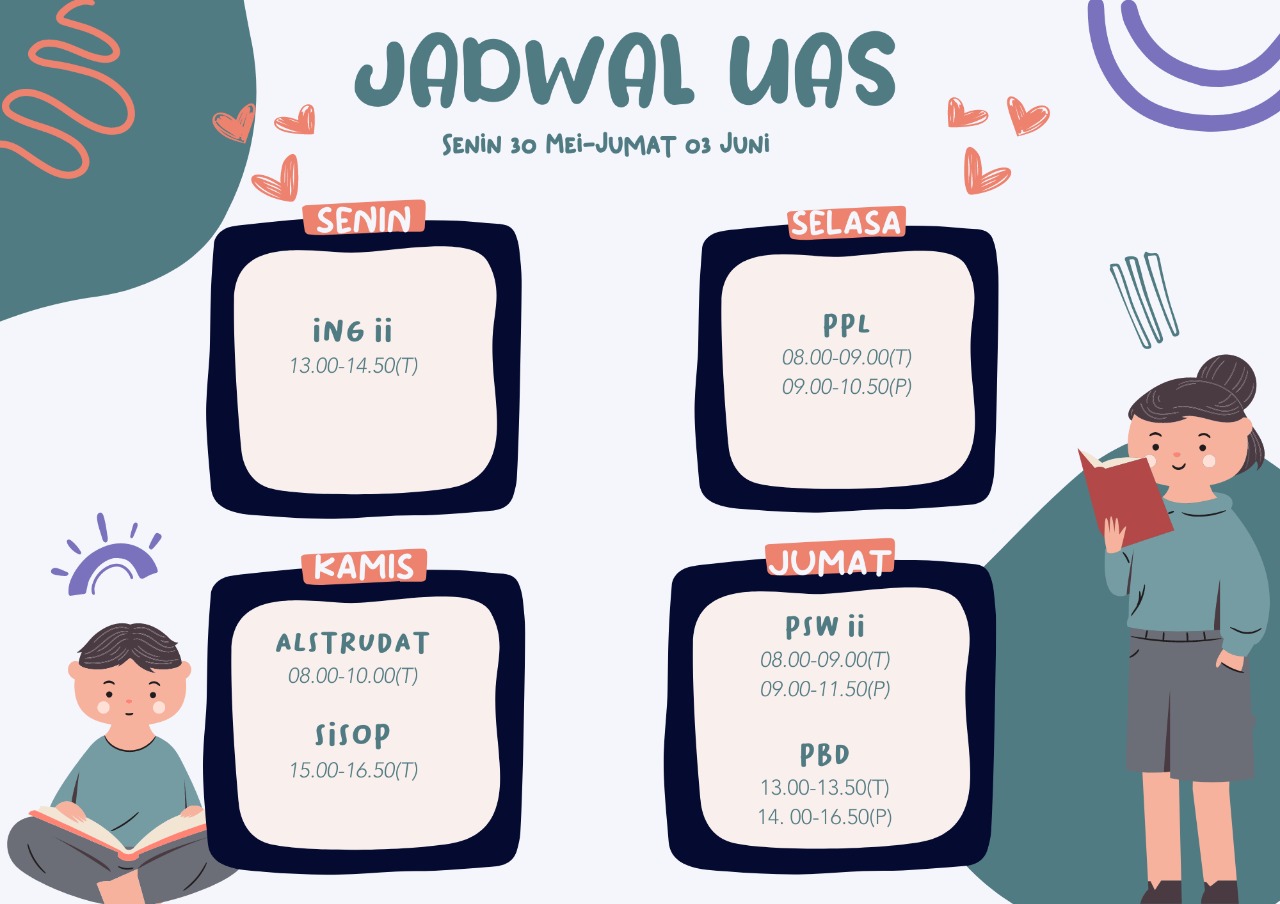 JADWAL UAS
SENiN 30 MEi-JUMAT 03 JUNi
SENIN
iNG ii
13.00-14.50(T)
SELASA
PPL
08.00-09.00(T)
09.00-10.50(P)
KAMIS
ALSTRUDAT
08.00-10.00(T)
SiSOP
15.00-16.50(T)
JUMAT
PSW ii
08.00-09.00(T)
09.00-11.50(P)
PBD
13.00-13.50(T)
14. 00-16.50(P)